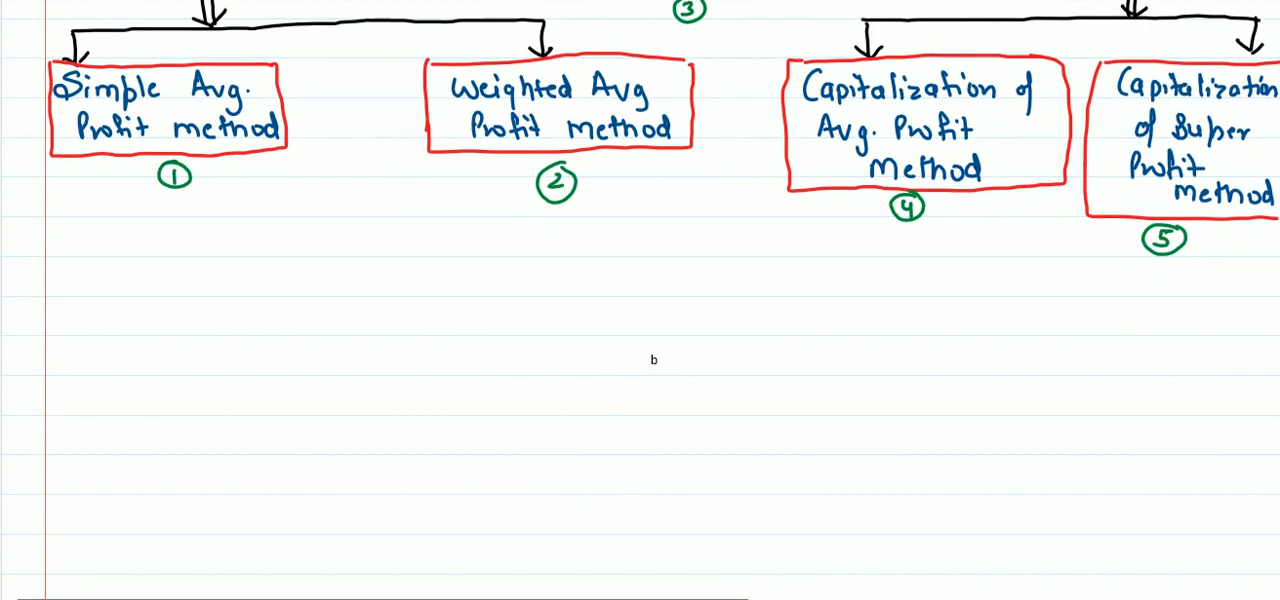 ③
Simple Avg.
Profit method
①
Weighted Avg
Profit method
②
Capitalization of
Avg. Profit
Method
④
Capitalization
of Super
Profit
method
⑤
b